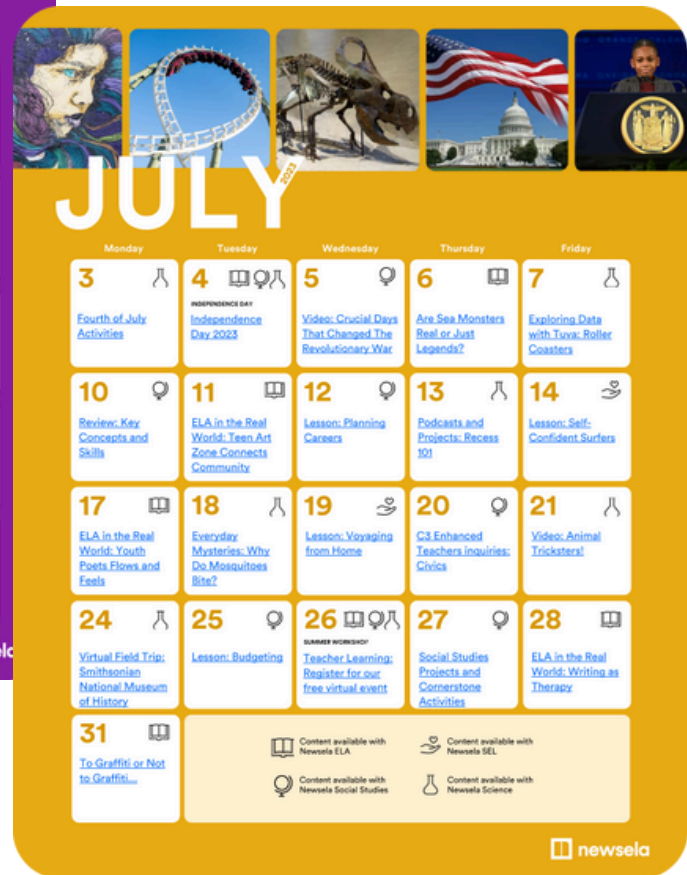 JULY
2023
Monday Tuesday Wednesday Thursday Friday
3
Fourth of July
Activities
4
INDEPENDENCE DAY
Independence
Day 2023
5
Video: Crucial Days
That Changed The
Revolutionary War
6
Are Sea Monsters
Real or Just
Legends?
7
Exploring Data
with Tuva: Roller
Coasters
10
Review: Key
Concepts and
Skills
11
ELA in the Real
World: Teen Art
Zone Connects
Community
12
Lesson: Planning
Careers
13
Podcasts and
Projects: Recess
101
14
Lesson: Self-
Confident Surfers
17
ELA in the Real
World: Youth
Poets Flows and
Feels
18
Everyday
Mysteries: Why
Do Mosquitoes
Bite?
19
Lesson: Voyaging
from Home
20
C3 Enhanced
Teachers inquiries:
Civics
21
Video: Animal
Tricksters!
24
Virtual Field Trip:
Smithsonian
National Museum
of History
25
Lesson: Budgeting
26
SUMMER WORKSHOP
Teacher Learning:
Register for our
free virtual event
27
Social Studies
Projects and
Cornerstone
Activities
28
ELA in the Real
World: Writing as
Therapy
31
To Graffiti or Not
to Graffiti...
Content available with
Newsela ELA
Content available with
Newsela SEL
Content available with
Newsela Social Studies
Content available with
Newsela Science
newsela